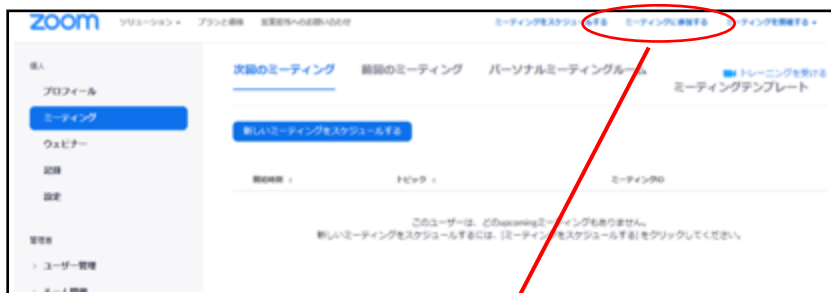 zoom ソリューション プランと価格 営業担当へのお問い合わせ ミーティングをスケジュールする ミーティングに参加する ミーティングを開催する
個人
プロフィール
ミーティング
ウェビナー
記録
設定
管理者
ユーザー管理
ルーム管理
次回のミーティング 前回のミーティング パーソナルミーティングルーム
ミーティングテンプレート
トレーニングを受ける
新しいミーティングをスケジュールする
開始時間 トピック ミーティングID
このユーザーは、どのupcomingミーティングもありません。
新しいミーティングをスケジュールするには、[ミーティングをスケジュールする]をクリックしてください。